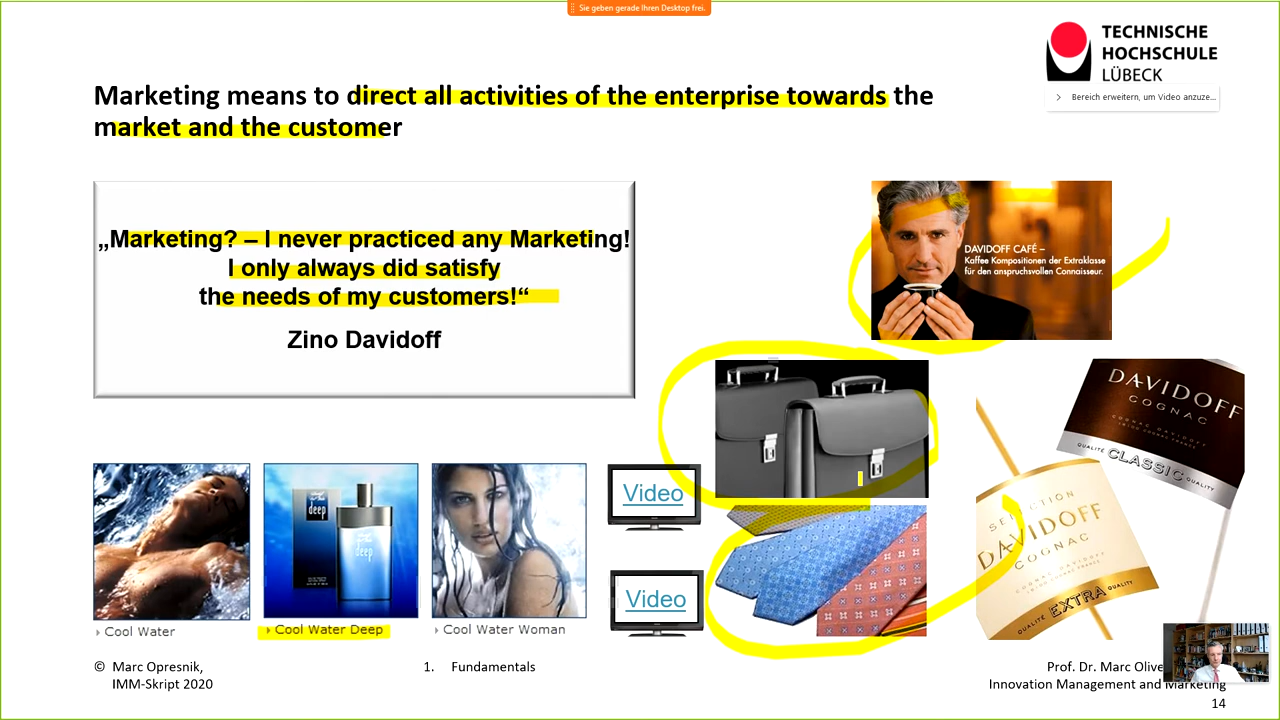 Sie geben gerade Ihren Desktop frei.
TECHNISCHE
HOCHSCHULE
LÜBECK
Bereich erweitern, um Video anzuze...
Marketing means to direct all activities of the enterprise towards the
market and the customer
„Marketing? – I never practiced any Marketing!
I only always did satisfy
the needs of my customers!“
Zino Davidoff
DAVIDOFF CAFÉ –
Kaffee Kompositionen der Extraklasse
für den anspruchsvollen Connaisseur.
DAVIDOFF
COGNAC
COGNAC DAVIDOFF
QUALITÉ CLASSIC QUALITY
SELECTION
DAVIDOFF
COGNAC
QUALITÉ EXTRA QUALITY
deep
deep
Video
Video
Cool Water
Cool Water Deep
Cool Water Woman
© Marc Opresnik,
IMM-Skript 2020
1. Fundamentals
Prof. Dr. Marc Olive
Innovation Management and Marketing
14